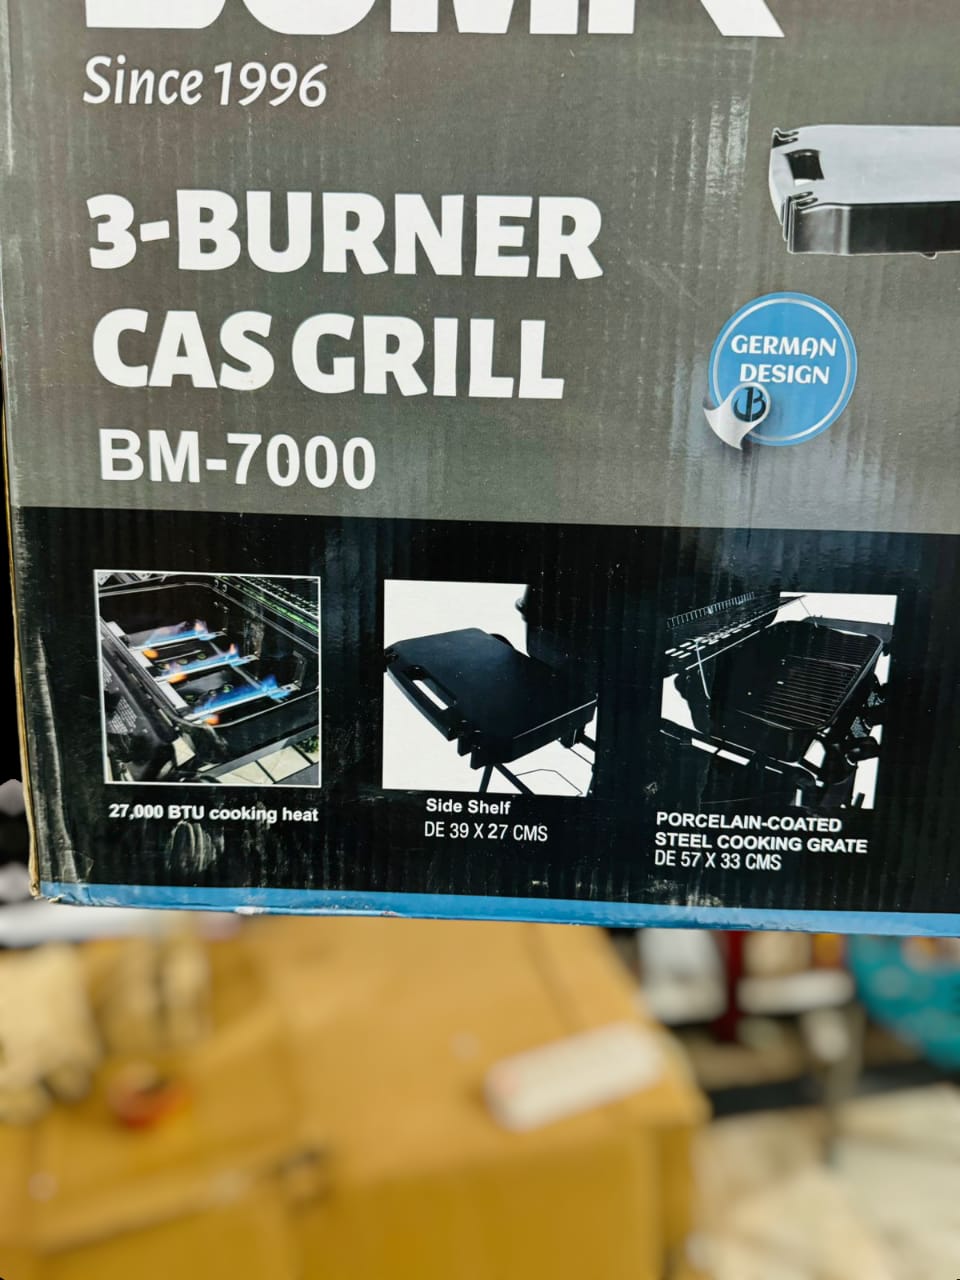 Since 1996
3-BURNER
CAS GRILL
BM-7000
GERMAN
DESIGN
B
27,000 BTU cooking heat
Side Shelf
DE 39 X 27 CMS
PORCELAIN-COATED
STEEL COOKING GRATE
DE 57 X 33 CMS